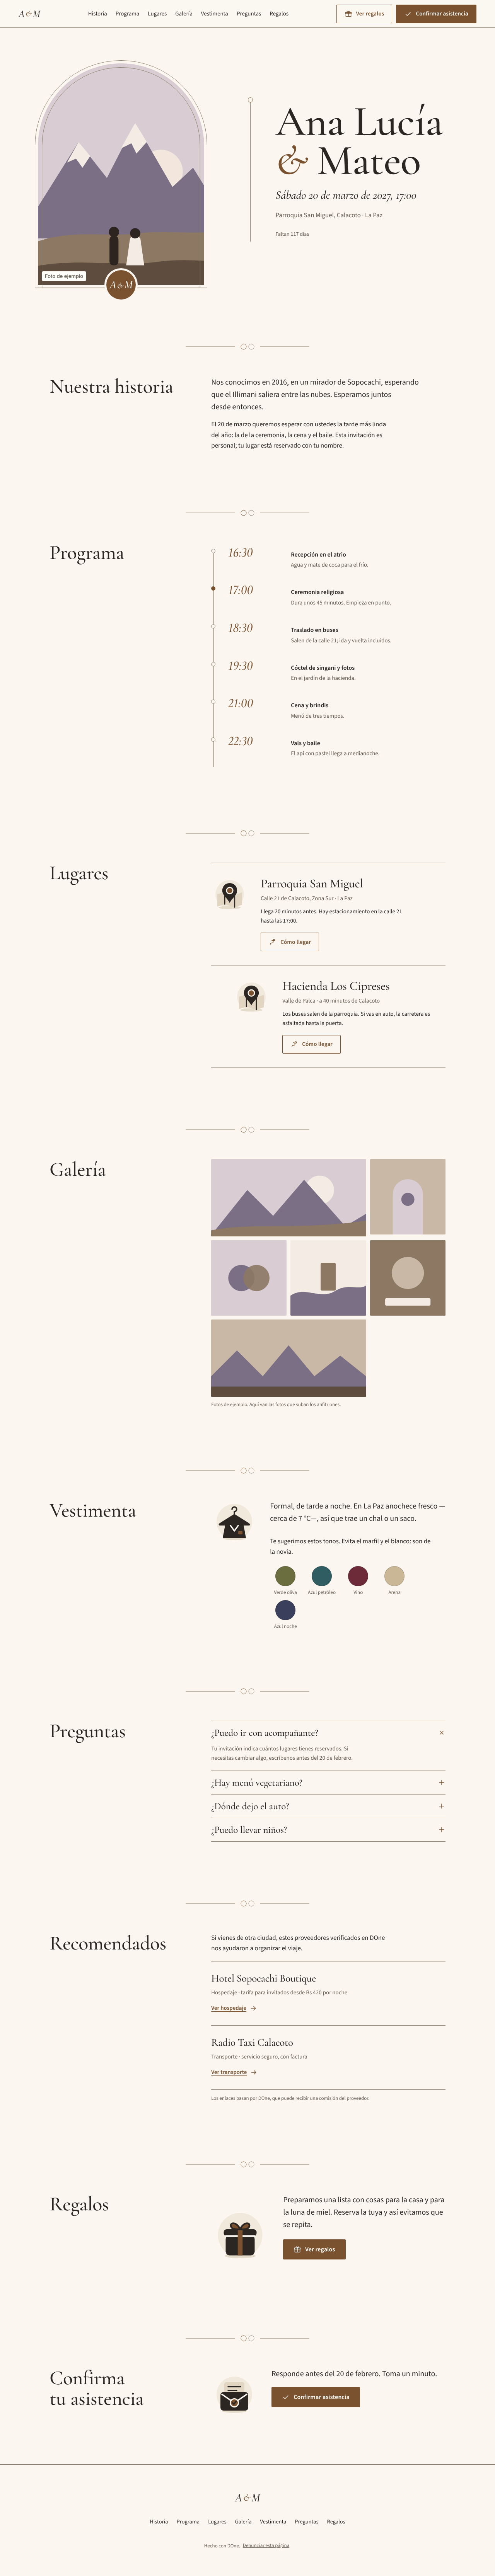 A&M
Historia Programa Lugares Galería Vestimenta Preguntas Regalos
Ver regalos
Confirmar asistencia
Ana Lucía
& Mateo
Sábado 20 de marzo de 2027, 17:00
Parroquia San Miguel, Calacoto · La Paz
Faltan 117 días
Foto de ejemplo
A&M
Nuestra historia
Nos conocimos en 2016, en un mirador de Sopocachi, esperando
que el Illimani saliera entre las nubes. Esperamos juntos
desde entonces.
El 20 de marzo queremos esperar con ustedes la tarde más linda
del año: la de la ceremonia, la cena y el baile. Esta invitación es
personal; tu lugar está reservado con tu nombre.
Programa
16:30
Recepción en el atrio
Agua y mate de coca para el frío.
17:00
Ceremonia religiosa
Dura unos 45 minutos. Empieza en punto.
18:30
Traslado en buses
Salen de la calle 21; ida y vuelta incluidos.
19:30
Cóctel de singani y fotos
En el jardín de la hacienda.
21:00
Cena y brindis
Menú de tres tiempos.
22:30
Vals y baile
El api con pastel llega a medianoche.
Lugares
Parroquia San Miguel
Calle 21 de Calacoto, Zona Sur · La Paz
Llega 20 minutos antes. Hay estacionamiento en la calle 21
hasta las 17:00.
Cómo llegar
Hacienda Los Cipreses
Valle de Palca · a 40 minutos de Calacoto
Los buses salen de la parroquia. Si vas en auto, la carretera es
asfaltada hasta la puerta.
Cómo llegar
Galería
Fotos de ejemplo. Aquí van las fotos que suban los anfitriones.
Vestimenta
Formal, de tarde a noche. En La Paz anochece fresco —
cerca de 7 °C—, así que trae un chal o un saco.
Te sugerimos estos tonos. Evita el marfil y el blanco: son de
la novia.
Verde oliva
Azul petróleo
Vino
Arena
Azul noche
Preguntas
¿Puedo ir con acompañante?
Tu invitación indica cuántos lugares tienes reservados. Si
necesitas cambiar algo, escríbenos antes del 20 de febrero.
¿Hay menú vegetariano?
¿Dónde dejo el auto?
¿Puedo llevar niños?
Recomendados
Si vienes de otra ciudad, estos proveedores verificados en DOne
nos ayudaron a organizar el viaje.
Hotel Sopocachi Boutique
Hospedaje · tarifa para invitados desde Bs 420 por noche
Ver hospedaje
Radio Taxi Calacoto
Transporte · servicio seguro, con factura
Ver transporte
Los enlaces pasan por DOne, que puede recibir una comisión del proveedor.
Regalos
Preparamos una lista con cosas para la casa y para
la luna de miel. Reserva la tuya y así evitamos que
se repita.
Ver regalos
Confirma
tu asistencia
Responde antes del 20 de febrero. Toma un minuto.
Confirmar asistencia
A&M
Historia Programa Lugares Galería Vestimenta Preguntas Regalos
Hecho con DOne. Denunciar esta página